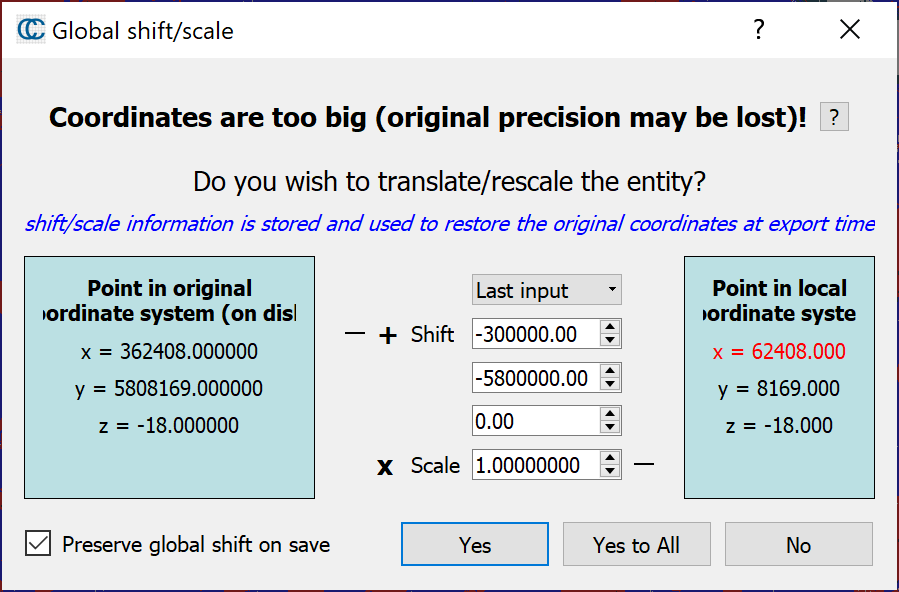 Global shift/scale
?
Coordinates are too big (original precision may be lost)!
?
Do you wish to translate/rescale the entity?
shift/scale information is stored and used to restore the original coordinates at export time
Point in original
oordinate system (on disl
x = 362408.000000
y = 5808169.000000
z = -18.000000
Last input
+ Shift -300000.00
-5800000.00
0.00
x Scale 1.00000000
Point in local
oordinate syste
x = 62408.000
y = 8169.000
z = -18.000
Preserve global shift on save
Yes
Yes to All
No